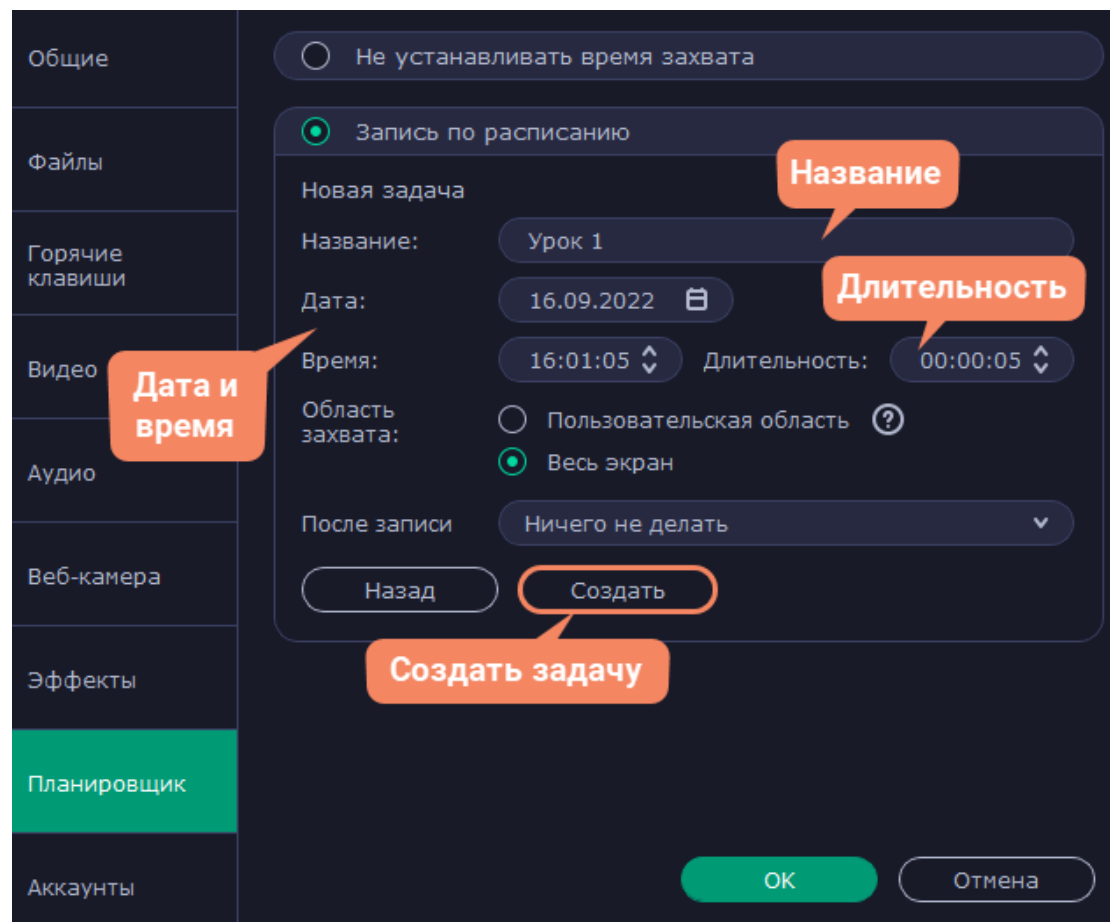 Общие
Файлы
Горячие
клавиши
Видео
Аудио
Веб-камера
Эффекты
Планировщик
Аккаунты
Не устанавливать время захвата
Запись по расписанию
Новая задача
Название
Название: Урок 1
Длительность
Дата: 16.09.2022
Дата и
время
Время: 16:01:05 Длительность: 00:00:05
Область
захвата:
Пользовательская область ?
Весь экран
После записи Ничего не делать
Назад Создать
Создать задачу
OK Отмена